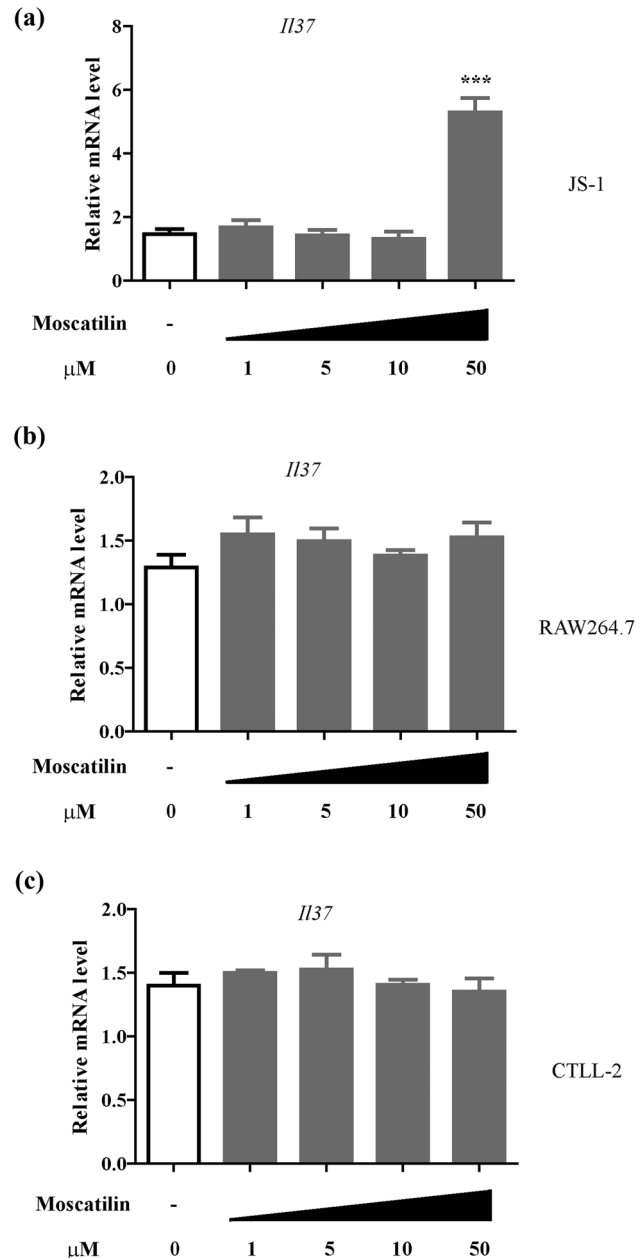 (a)
Il37
Relative mRNA level
8
6
4
2
0
***
JS-1
Moscatilin -
μM 0 1 5 10 50
(b)
Il37
Relative mRNA level
2.0
1.5
1.0
0.5
0.0
RAW264.7
Moscatilin -
μM 0 1 5 10 50
(c)
Il37
Relative mRNA level
2.0
1.5
1.0
0.5
0.0
CTLL-2
Moscatilin -
μM 0 1 5 10 50